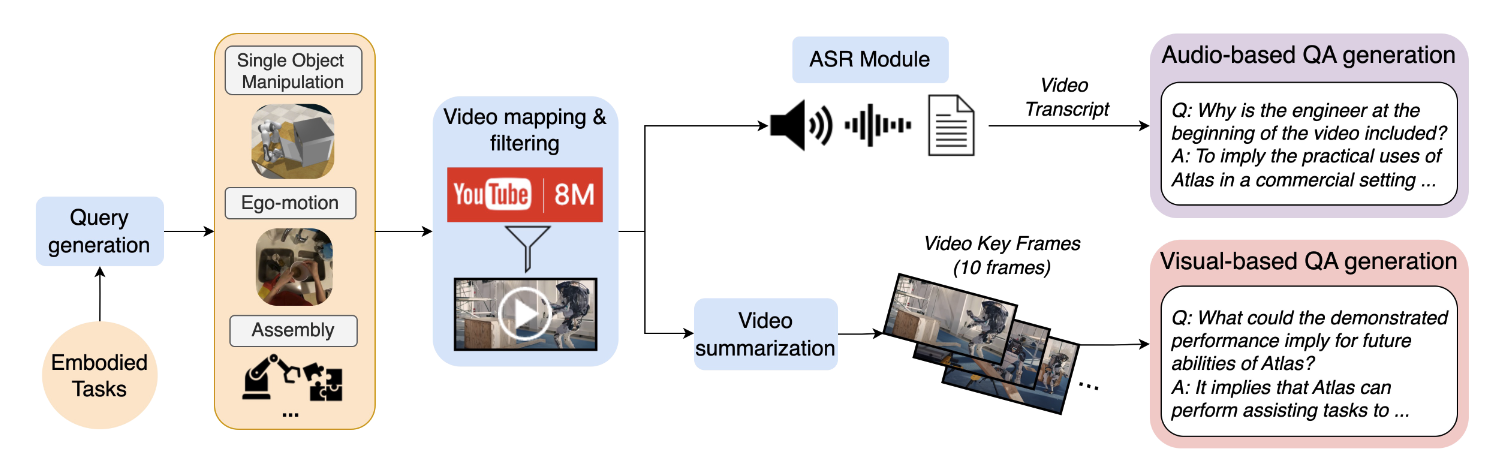 Embodied
Tasks
Query
generation
Single Object
Manipulation
Ego-motion
Assembly
...
Video mapping &
filtering
YouTube 8M
ASR Module
Video
Transcript
Audio-based QA generation
Q: Why is the engineer at the
beginning of the video included?
A: To imply the practical uses of
Atlas in a commercial setting ...
Video
summarization
Video Key Frames
(10 frames)
...
Visual-based QA generation
Q: What could the demonstrated
performance imply for future
abilities of Atlas?
A: It implies that Atlas can
perform assisting tasks to ...